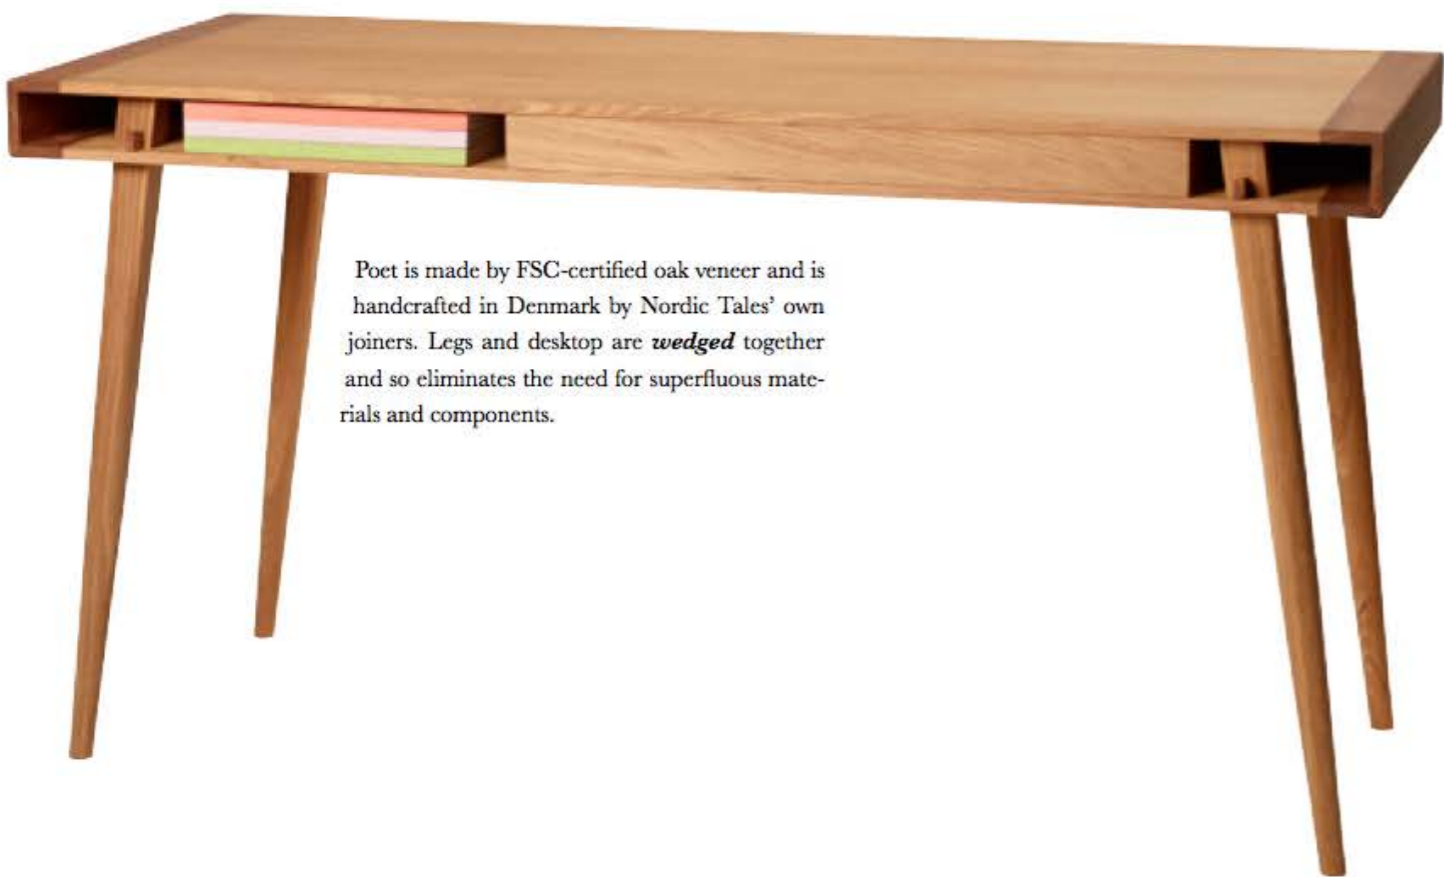 Poet is made by FSC-certified oak veneer and is
handcrafted in Denmark by Nordic Tales’ own
joiners. Legs and desktop are wedged together
and so eliminates the need for superfluous mate-
rials and components.